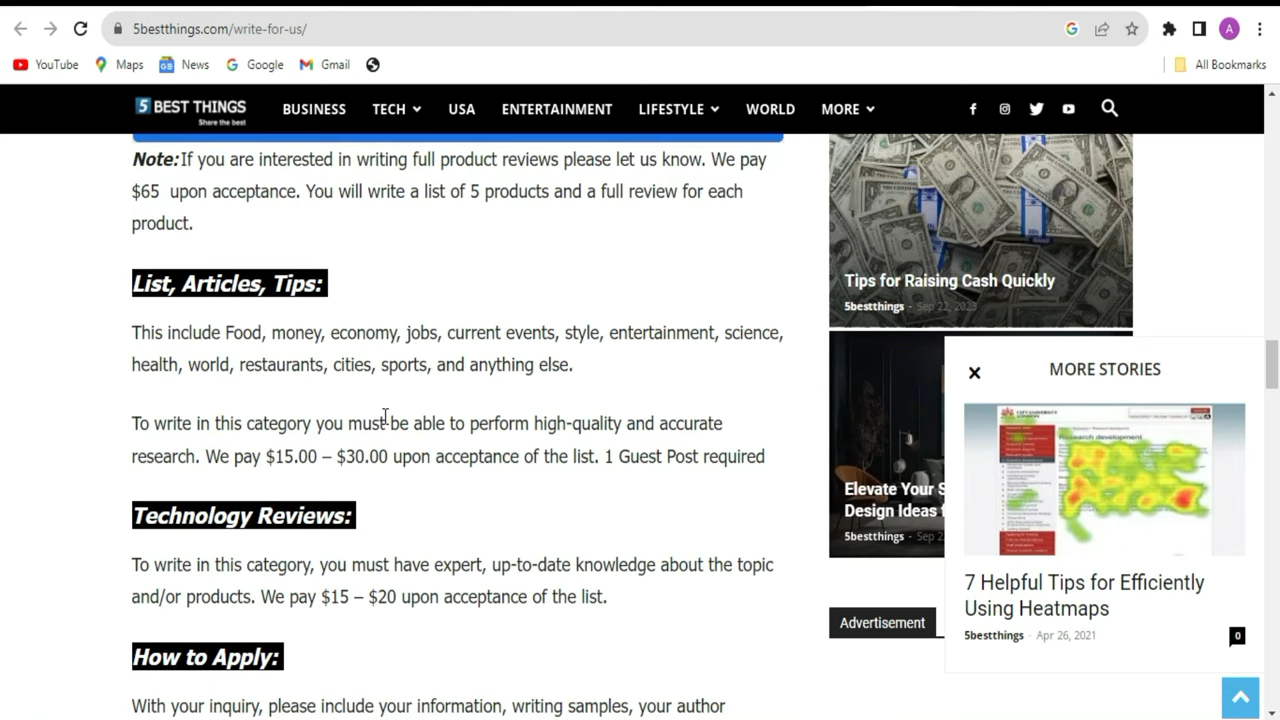 5bestthings.com/write-for-us/
A
YouTube
Maps
News
Google
Gmail
All Bookmarks
5 BEST THINGS
Share the best
BUSINESS
TECH
USA
ENTERTAINMENT
LIFESTYLE
WORLD
MORE
Note: If you are interested in writing full product reviews please let us know. We pay
$65 upon acceptance. You will write a list of 5 products and a full review for each
product.
List, Articles, Tips:
This include Food, money, economy, jobs, current events, style, entertainment, science,
health, world, restaurants, cities, sports, and anything else.
To write in this category you must be able to perform high-quality and accurate
research. We pay $15.00 – $30.00 upon acceptance of the list. 1 Guest Post required
Technology Reviews:
To write in this category, you must have expert, up-to-date knowledge about the topic
and/or products. We pay $15 – $20 upon acceptance of the list.
How to Apply:
With your inquiry, please include your information, writing samples, your author
Tips for Raising Cash Quickly
5bestthings - Sep 22, 2023
Elevate Your S
Design Ideas f
5bestthings - Sep 2
Advertisement
MORE STORIES
Research development
7 Helpful Tips for Efficiently
Using Heatmaps
5bestthings - Apr 26, 2021
0